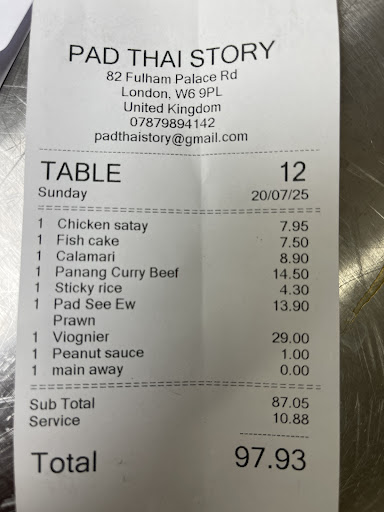 PAD THAI STORY
82 Fulham Palace Rd
London, W6 9PL
United Kingdom
07879894142
padthaistory@gmail.com
TABLE 12
Sunday 20/07/25
1 Chicken satay 7.95
1 Fish cake 7.50
1 Calamari 8.90
1 Panang Curry Beef 14.50
1 Sticky rice 4.30
1 Pad See Ew 13.90
Prawn
1 Viognier 29.00
1 Peanut sauce 1.00
1 main away 0.00
Sub Total 87.05
Service 10.88
Total 97.93